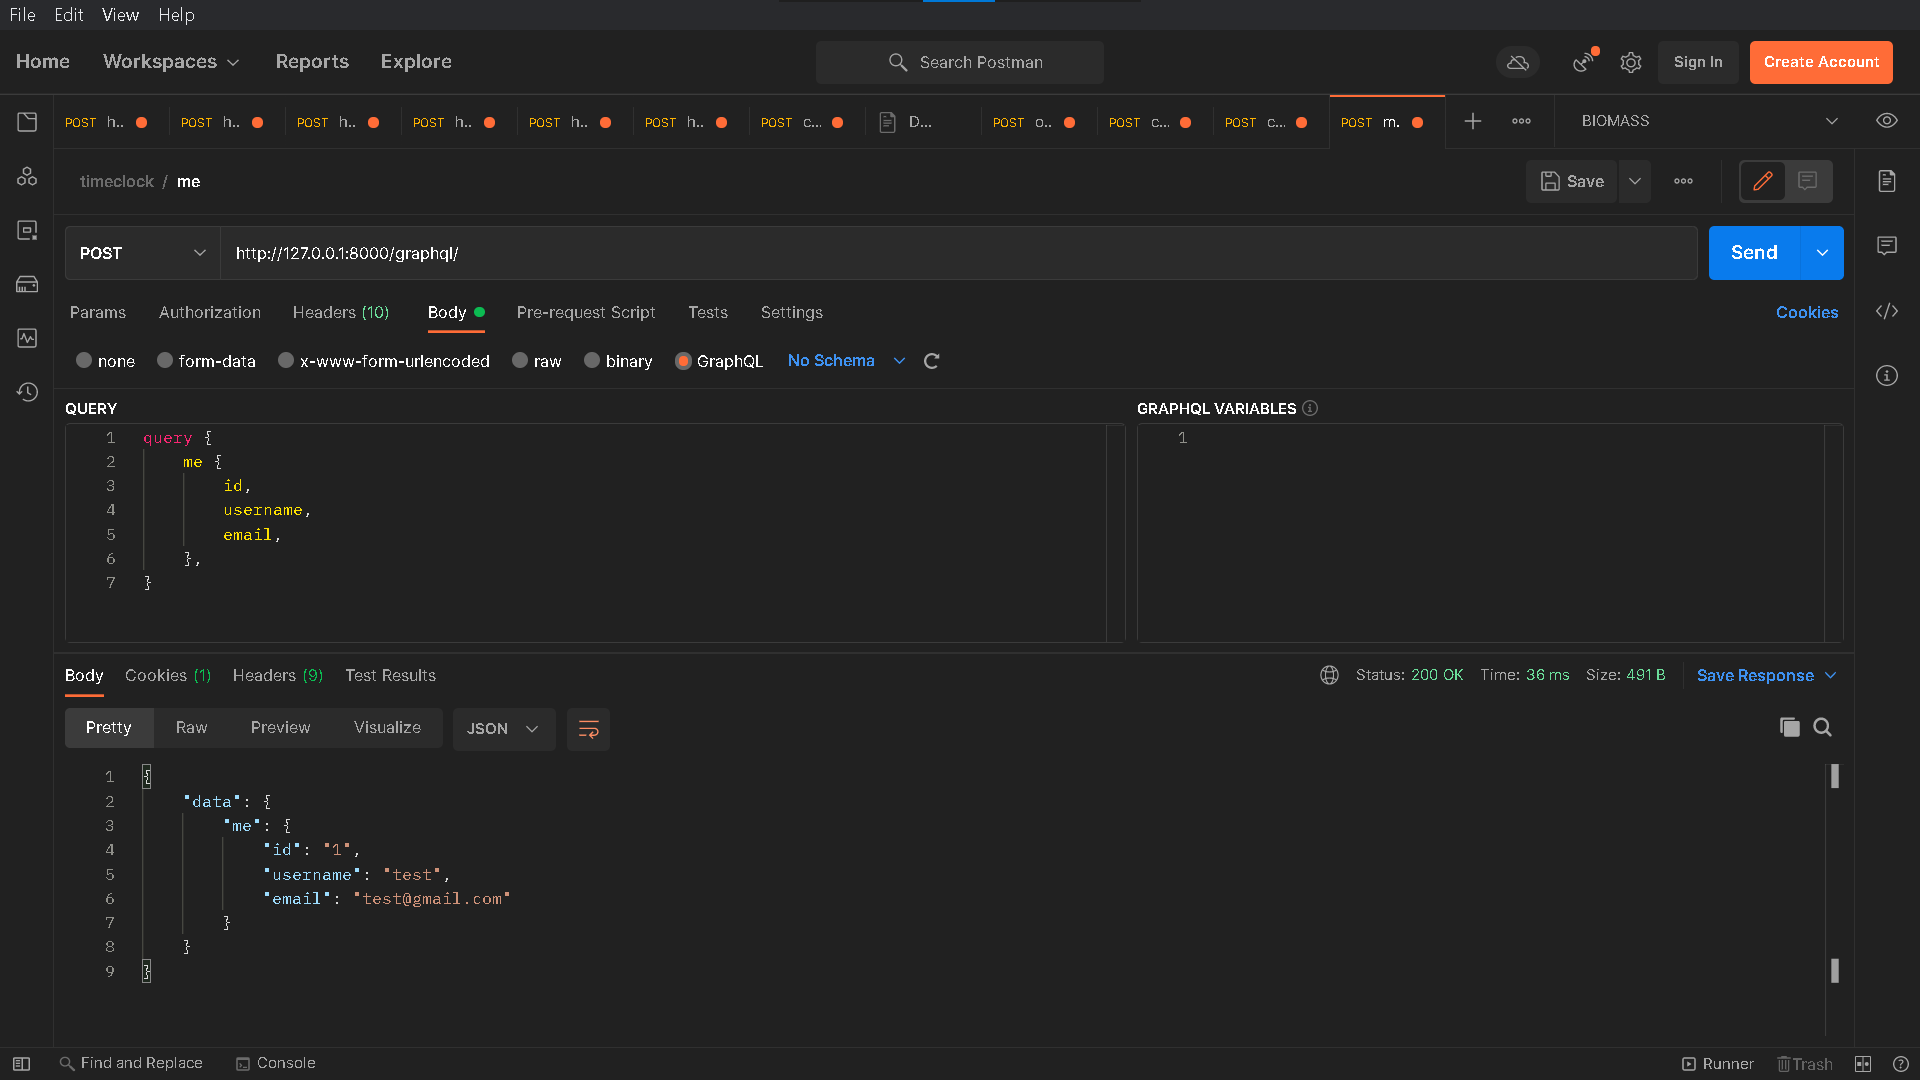 File Edit View Help
Home Workspaces Reports Explore Search Postman Sign In Create Account
POST h.. POST h.. POST h.. POST h.. POST h.. POST h.. POST c... D... POST o.. POST c... POST c... POST m. BIOMASS
timeclock / me Save
POST http://127.0.0.1:8000/graphql/ Send
Params Authorization Headers (10) Body Pre-request Script Tests Settings Cookies
none form-data x-www-form-urlencoded raw binary GraphQL No Schema
QUERY GRAPHQL VARIABLES
1 query { 1
2 me {
3 id,
4 username,
5 email,
6 },
7 }
Body Cookies (1) Headers (9) Test Results Status: 200 OK Time: 36 ms Size: 491 B Save Response
Pretty Raw Preview Visualize JSON
1 {
2 "data": {
3 "me": {
4 "id": "1",
5 "username": "test",
6 "email": "test@gmail.com"
7 }
8 }
9 }
Find and Replace Console Runner Trash